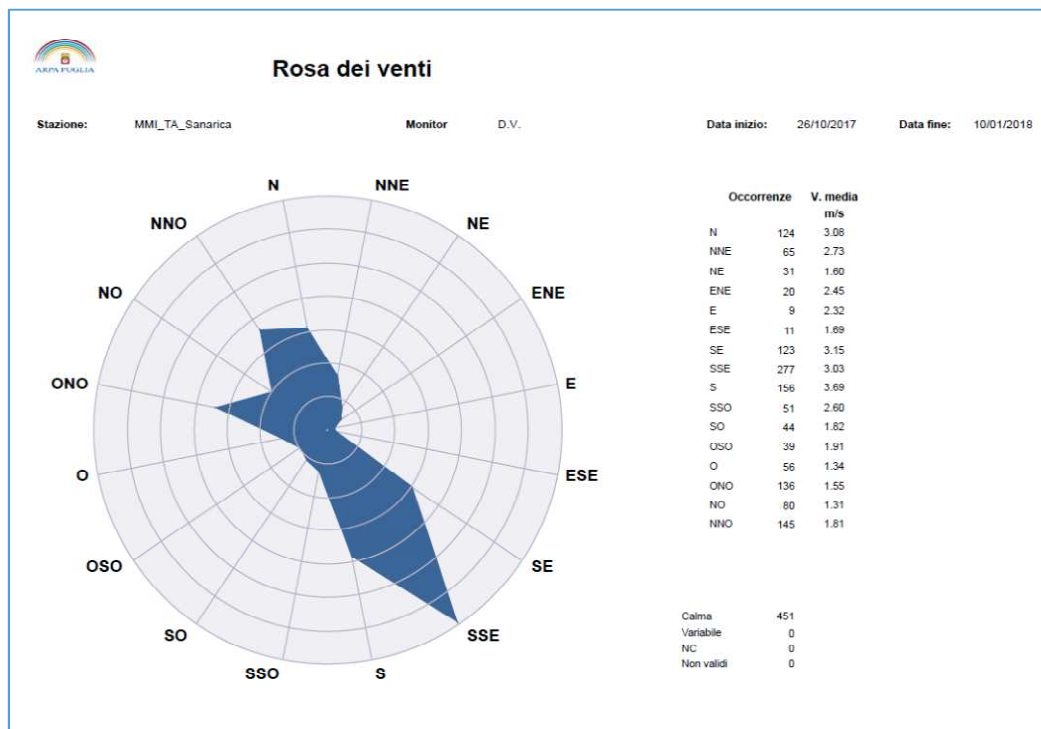 ARPA PUGLIA
Rosa dei venti
Stazione: MMI_TA_Sanarica Monitor D.V. Data inizio: 26/10/2017 Data fine: 10/01/2018
N
NNE
NE
ENE
E
ESE
SE
SSE
S
SSO
SO
OSO
O
ONO
NO
NNO
Occorrenze V. media
m/s
N 124 3.08
NNE 65 2.73
NE 31 1.60
ENE 20 2.45
E 9 2.32
ESE 11 1.69
SE 123 3.15
SSE 277 3.03
S 156 3.69
SSO 51 2.60
SO 44 1.82
OSO 39 1.91
O 56 1.34
ONO 136 1.55
NO 80 1.31
NNO 145 1.81
Calma 451
Variabile 0
NC 0
Non validi 0